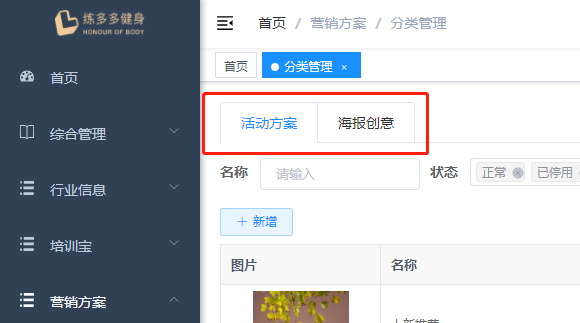 练多多健身
HONOUR OF BODY
首页
综合管理
行业信息
培训宝
营销方案
首页 / 营销方案 / 分类管理
首页
分类管理 ×
活动方案
海报创意
名称 请输入 状态 正常 已停用
+ 新增
图片 名称